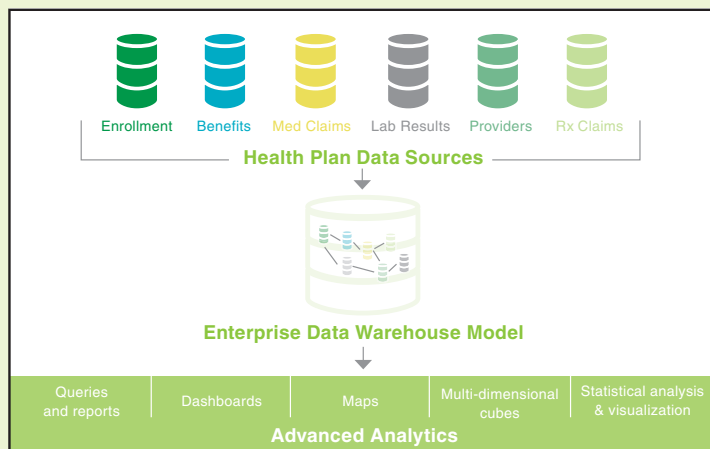 Enrollment Benefits Med Claims Lab Results Providers Rx Claims
Health Plan Data Sources
Enterprise Data Warehouse Model
Queries
and reports
Dashboards
Maps
Multi-dimensional
cubes
Statistical analysis
& visualization
Advanced Analytics